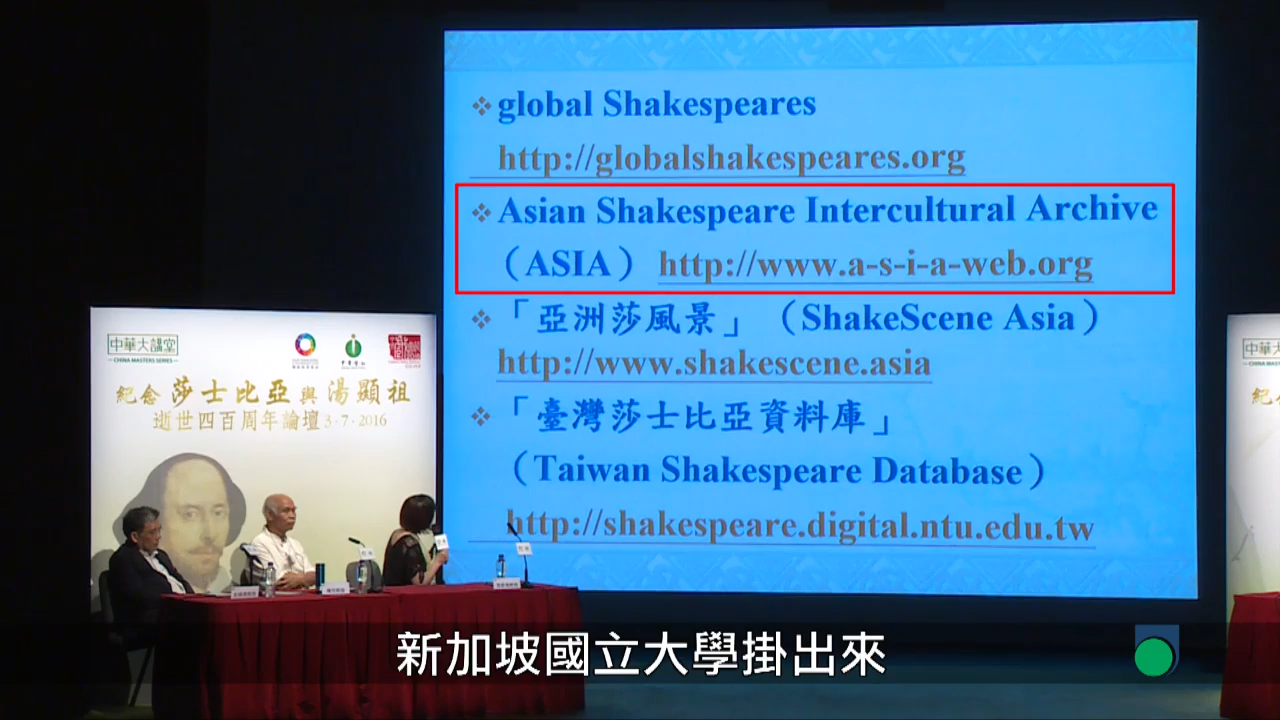 global Shakespeares
http://globalshakespeares.org
Asian Shakespeare Intercultural Archive
（ASIA） http://www.a-s-i-a-web.org
「亞洲莎風景」（ShakeScene Asia）
http://www.shakescene.asia
「臺灣莎士比亞資料庫」
（Taiwan Shakespeare Database）
http://shakespeare.digital.ntu.edu.tw
中華大講堂
CHINA MASTERS SERIES
紀念莎士比亞與湯顯祖
逝世四百周年論壇 3·7·2016
中華大
紀
新加坡國立大學掛出來